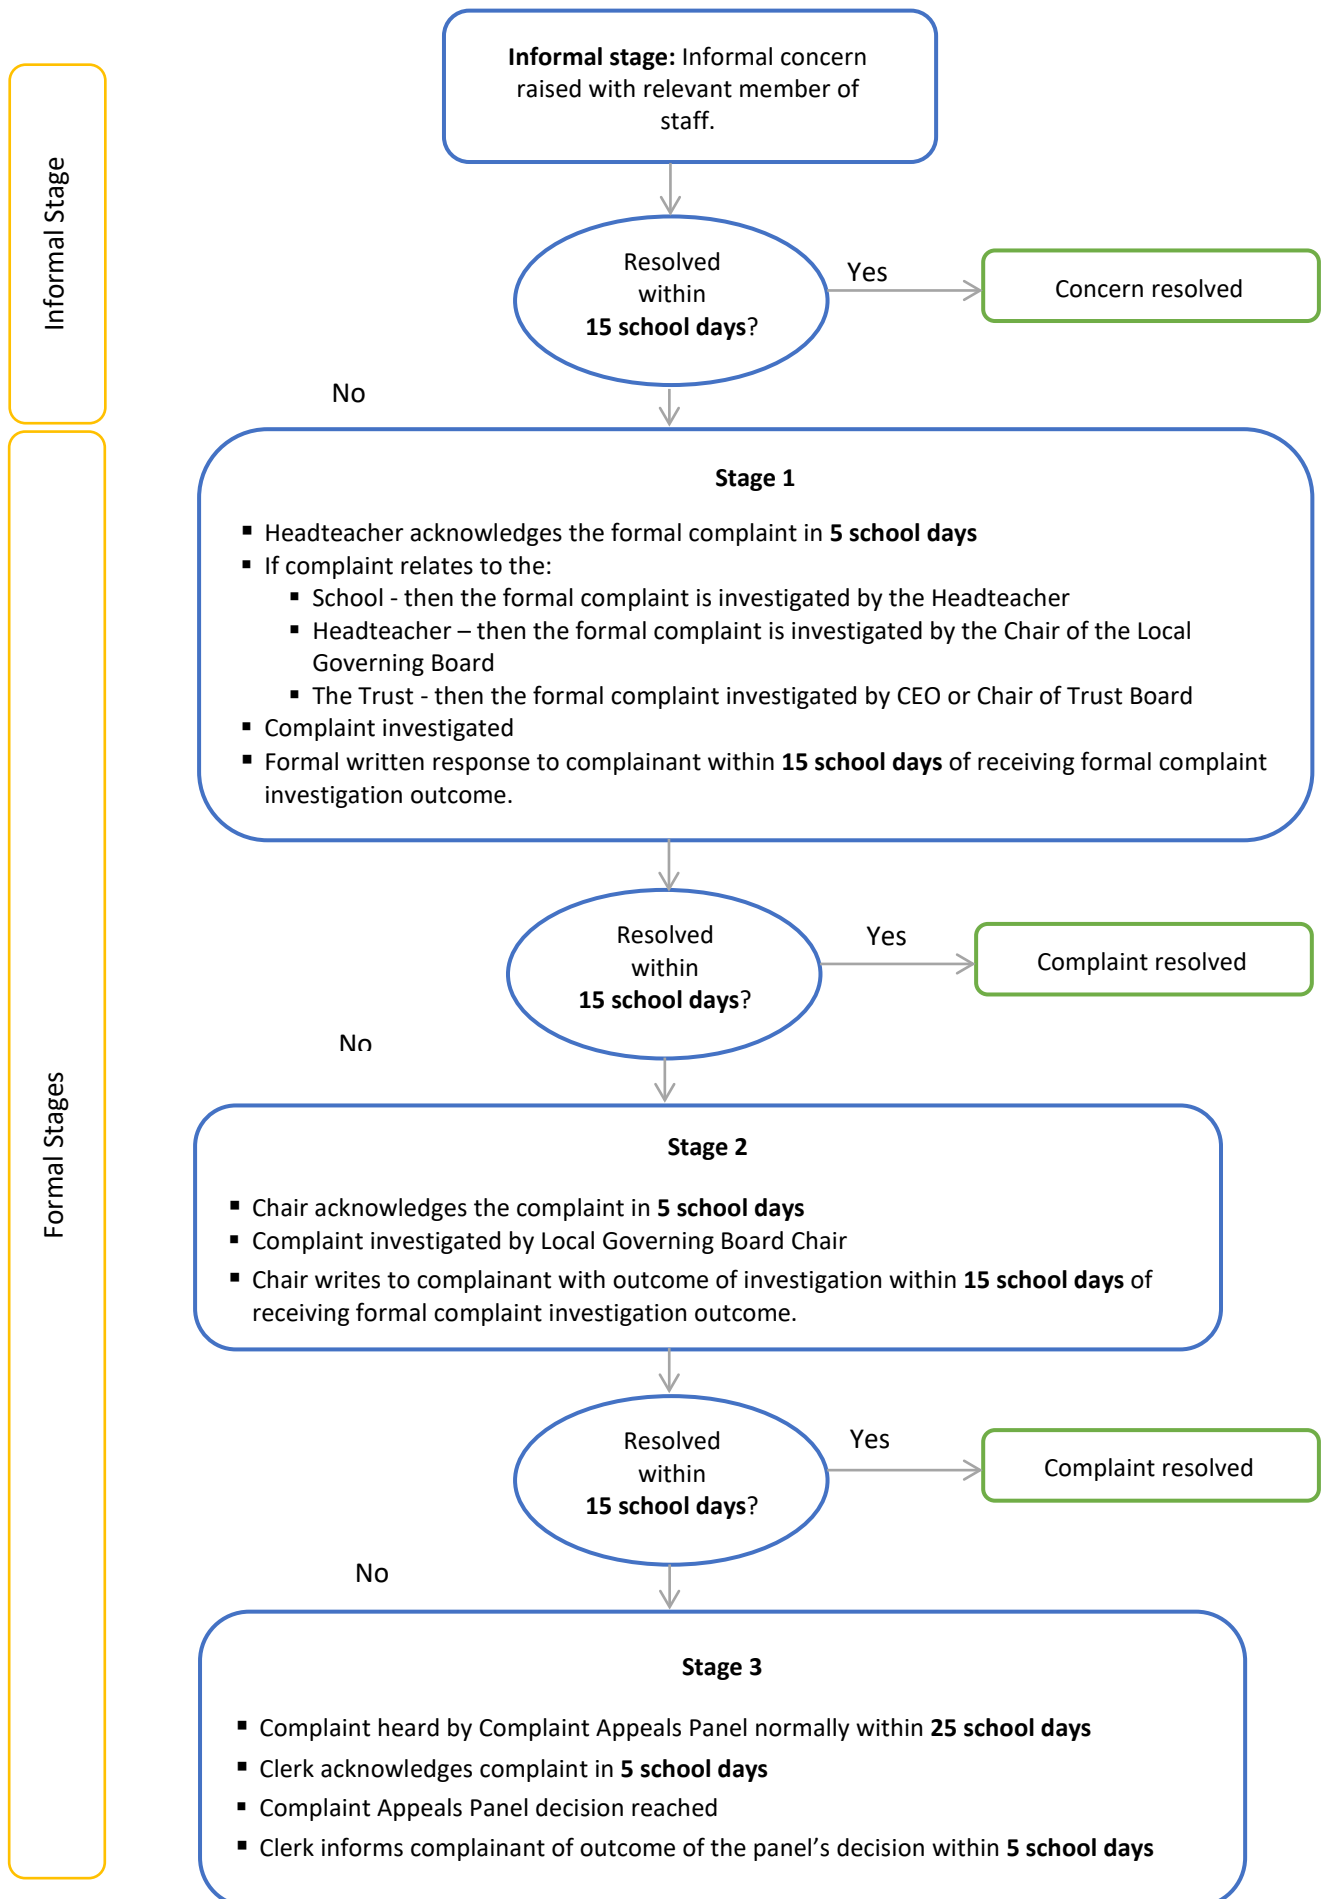 Informal Stage
Informal stage: Informal concern
raised with relevant member of
staff.
Resolved
within
15 school days?
Yes
Concern resolved
No
Formal Stages
Stage 1
▪ Headteacher acknowledges the formal complaint in 5 school days
▪ If complaint relates to the:
▪ School - then the formal complaint is investigated by the Headteacher
▪ Headteacher – then the formal complaint is investigated by the Chair of the Local
Governing Board
▪ The Trust - then the formal complaint investigated by CEO or Chair of Trust Board
▪ Complaint investigated
▪ Formal written response to complainant within 15 school days of receiving formal complaint
investigation outcome.
Resolved
within
15 school days?
Yes
Complaint resolved
No
Stage 2
▪ Chair acknowledges the complaint in 5 school days
▪ Complaint investigated by Local Governing Board Chair
▪ Chair writes to complainant with outcome of investigation within 15 school days of
receiving formal complaint investigation outcome.
Resolved
within
15 school days?
Yes
Complaint resolved
No
Stage 3
▪ Complaint heard by Complaint Appeals Panel normally within 25 school days
▪ Clerk acknowledges complaint in 5 school days
▪ Complaint Appeals Panel decision reached
▪ Clerk informs complainant of outcome of the panel’s decision within 5 school days